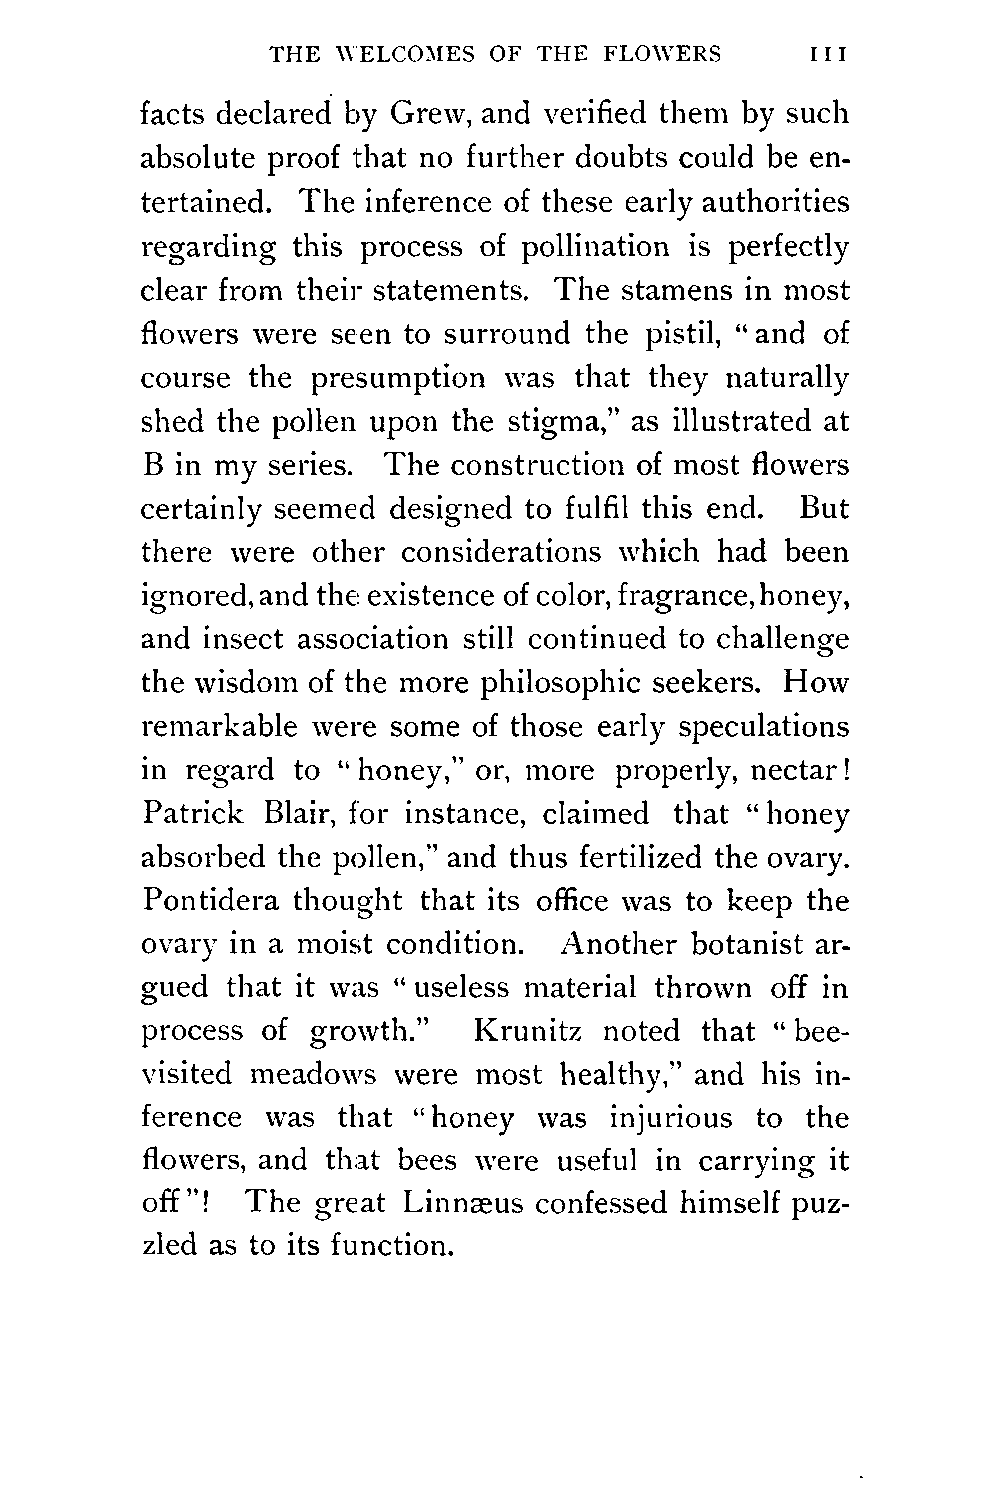 THE WELCOMES OF THE FLOWERS 111
facts declared by Grew, and verified them by such
absolute proof that no further doubts could be en-
tertained. The inference of these early authorities
regarding this process of pollination is perfectly
clear from their statements. The stamens in most
flowers were seen to surround the pistil, "and of
course the presumption was that they naturally
shed the pollen upon the stigma," as illustrated at
B in my series. The construction of most flowers
certainly seemed designed to fulfil this end. But
there were other considerations which had been
ignored, and the existence of color, fragrance, honey,
and insect association still continued to challenge
the wisdom of the more philosophic seekers. How
remarkable were some of those early speculations
in regard to "honey," or, more properly, nectar!
Patrick Blair, for instance, claimed that "honey
absorbed the pollen," and thus fertilized the ovary.
Pontidera thought that its office was to keep the
ovary in a moist condition. Another botanist ar-
gued that it was "useless material thrown off in
process of growth." Krunitz noted that "bee-
visited meadows were most healthy," and his in-
ference was that "honey was injurious to the
flowers, and that bees were useful in carrying it
off"! The great Linnæus confessed himself puz-
zled as to its function.